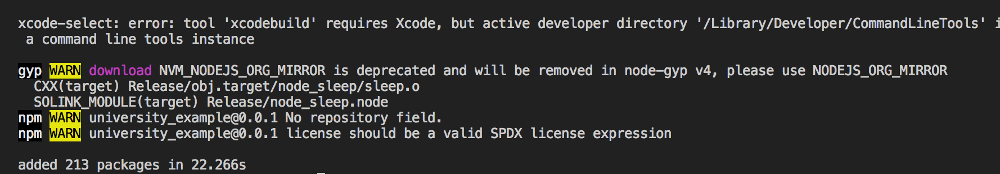 xcode-select: error: tool 'xcodebuild' requires Xcode, but active developer directory '/Library/Developer/CommandLineTools'
a command line tools instance
gyp WARN download NVM_NODEJS_ORG_MIRROR is deprecated and will be removed in node-gyp v4, please use NODEJS_ORG_MIRROR
CXX(target) Release/obj.target/node_sleep/sleep.o
SOLINK_MODULE(target) Release/node_sleep.node
npm WARN university_example@0.0.1 No repository field.
npm WARN university_example@0.0.1 license should be a valid SPDX license expression
added 213 packages in 22.266s